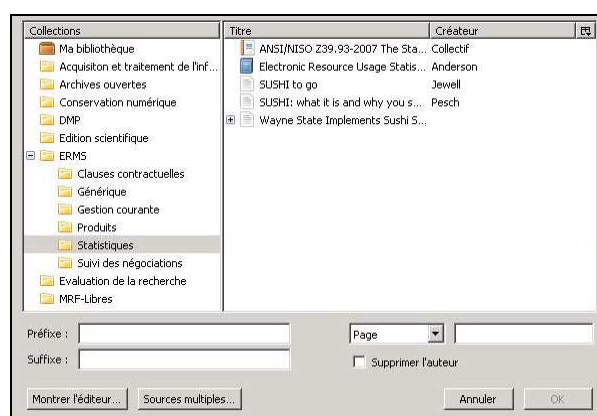 Collections
Titre
Créateur
Ma bibliothèque
Acquisiton et traitement de l'inf...
Archives ouvertes
Conservation numérique
DMP
Edition scientifique
ERMS
Clauses contractuelles
Générique
Gestion courante
Produits
Statistiques
Suivi des négociations
Evaluation de la recherche
MRF-Libres
ANSI/NISO Z39.93-2007 The Sta... Collectif
Electronic Resource Usage Statis... Anderson
SUSHI to go Jewell
SUSHI: what it is and why you s... Pesch
Wayne State Implements Sushi S...
Préfixe :
Page
Suffixe :
Supprimer l'auteur
Montrer l'éditeur...
Sources multiples...
Annuler
OK